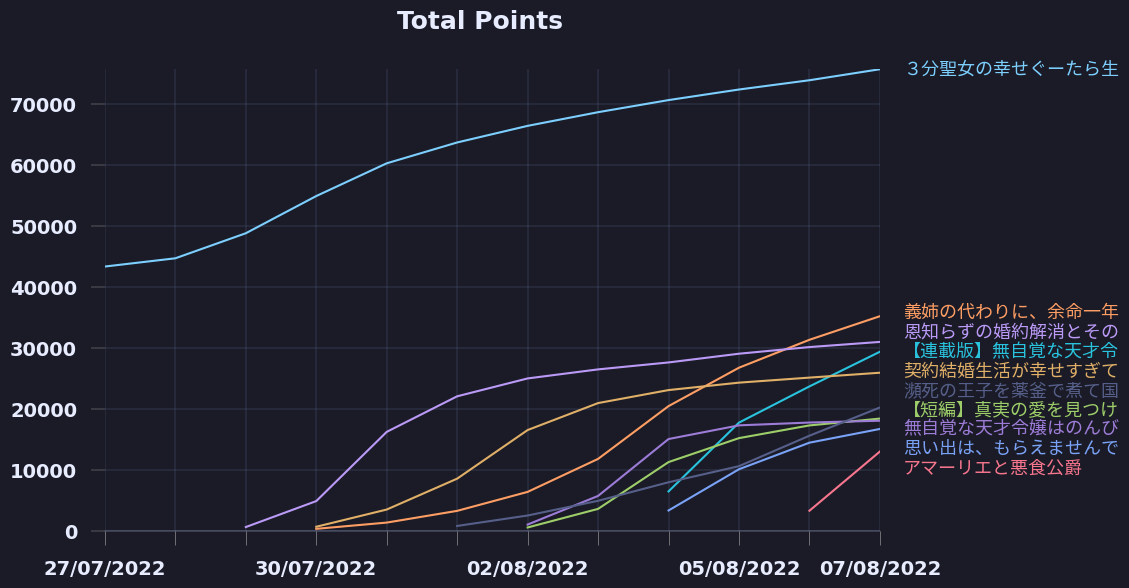 Total Points
70000
60000
50000
40000
30000
20000
10000
0
27/07/2022
30/07/2022
02/08/2022
05/08/2022
07/08/2022
３分聖女の幸せぐーたら生
義姉の代わりに、余命一年
恩知らずの婚約解消とその
【連載版】無自覚な天才令
契約結婚生活が幸せすぎて
瀕死の王子を薬釜で煮て国
【短編】真実の愛を見つけ
無自覚な天才令嬢はのんび
思い出は、もらえませんで
アマーリエと悪食公爵